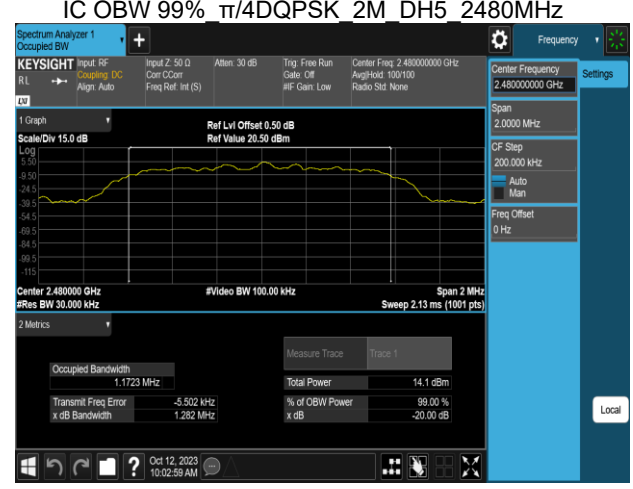 IC OBW 99%_π/4DQPSK_2M_DH5_2480MHz
Spectrum Analyzer 1
Occupied BW
Frequency
KEYSIGHT
RL
LXI
Input: RF
Coupling: DC
Align: Auto
Input Z: 50 Ω
Corr CCorr
Freq Ref: Int (S)
Atten: 30 dB
Trig: Free Run
Gate: Off
#IF Gain: Low
Center Freq: 2.480000000 GHz
Avg|Hold: 100/100
Radio Std: None
Center Frequency
2.480000000 GHz
Settings
Span
2.0000 MHz
CF Step
200.000 kHz
Auto
Man
Freq Offset
0 Hz
1 Graph
Scale/Div 15.0 dB
Ref Lvl Offset 0.50 dB
Ref Value 20.50 dBm
Log
5.50
-9.50
-24.5
-39.5
-54.5
-69.5
-84.5
-99.5
-115
Center 2.480000 GHz
#Res BW 30.000 kHz
#Video BW 100.00 kHz
Span 2 MHz
Sweep 2.13 ms (1001 pts)
2 Metrics
Measure Trace
Trace 1
Occupied Bandwidth
1.1723 MHz
Total Power
14.1 dBm
Transmit Freq Error
-5.502 kHz
% of OBW Power
99.00 %
x dB Bandwidth
1.282 MHz
x dB
-20.00 dB
Local
?
Oct 12, 2023
10:02:59 AM